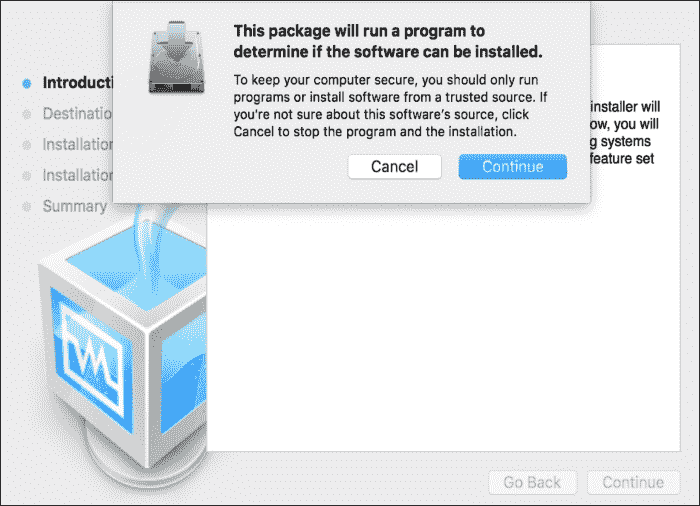 This package will run a program to
determine if the software can be installed.
To keep your computer secure, you should only run
programs or install software from a trusted source. If
you're not sure about this software's source, click
Cancel to stop the program and the installation.
Cancel
Continue
Introducti
Destinatio
Installation
Installation
Summary
installer will
ow, you will
g systems
feature set
Go Back
Continue